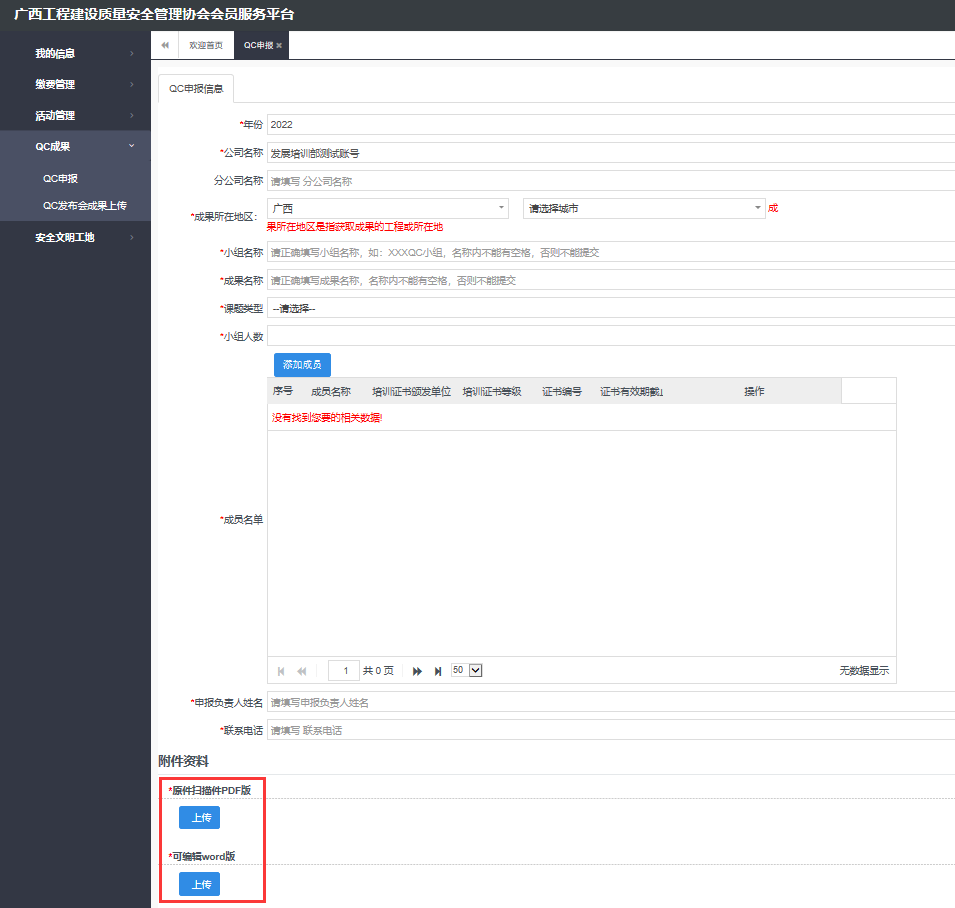 广西工程建设质量安全管理协会会员服务平台
我的信息
缴费管理
活动管理
QC成果
QC申报
QC发布会成果上传
安全文明工地
欢迎首页 QC申报
QC申报信息
*年份 2022
*公司名称 发展培训部测试账号
分公司名称 请填写 分公司名称
*成果所在地区： 广西 请选择城市 成
果所在地区是指获取成果的工程或所在地
*小组名称 请正确填写小组名称，如：XXXQC小组，名称内不能有空格，否则不能提交
*成果名称 请正确填写成果名称，名称内不能有空格，否则不能提交
*课题类型 --请选择--
*小组人数
添加成员
序号 成员名称 培训证书颁发单位 培训证书等级 证书编号 证书有效期截 操作
没有找到您要的相关数据!
*成员名单
1 共 0 页 50 无数据显示
*申报负责人姓名 请填写申报负责人姓名
*联系电话 请填写 联系电话
附件资料
*原件扫描件PDF版
上传
*可编辑word版
上传